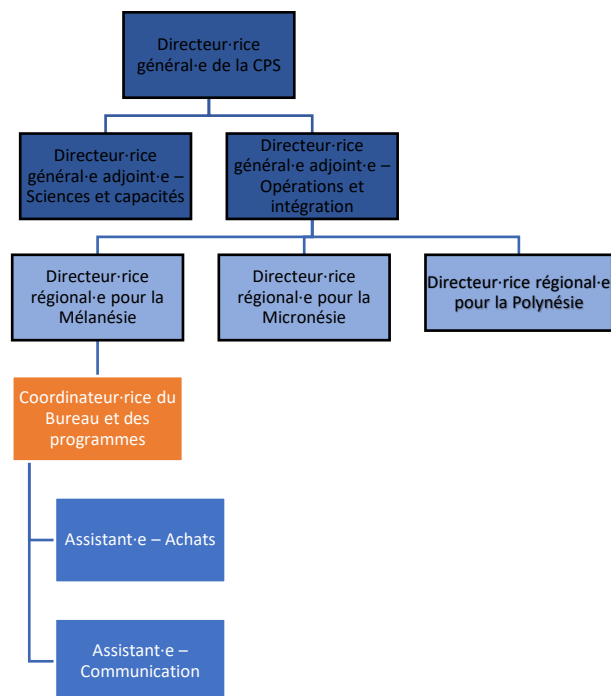 Directeur·rice
général·e de la CPS
Directeur·rice
général·e adjoint·e –
Sciences et capacités
Directeur·rice
général·e adjoint·e –
Opérations et
intégration
Directeur·rice
régional·e pour la
Mélanésie
Directeur·rice
régional·e pour la
Micronésie
Directeur·rice régional·e
pour la Polynésie
Coordinateur·rice du
Bureau et des
programmes
Assistant·e – Achats
Assistant·e –
Communication